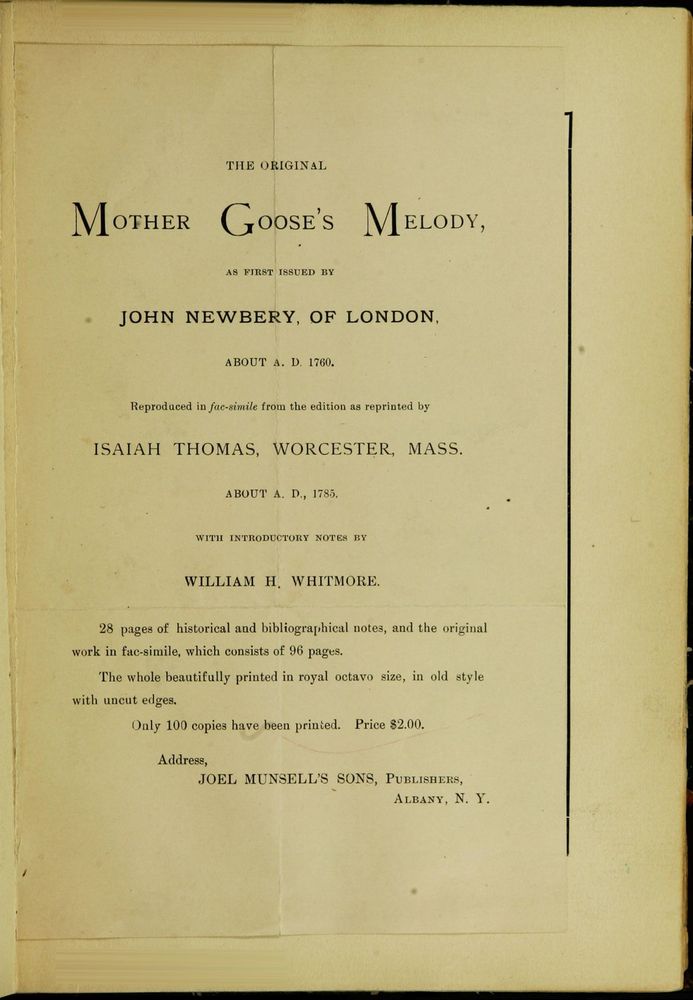 THE ORIGINAL
MOTHER GOOSE'S MELODY,
AS FIRST ISSUED BY
JOHN NEWBERY, OF LONDON,
ABOUT A. D. 1760.
Reproduced in fac-simile from the edition as reprinted by
ISAIAH THOMAS, WORCESTER, MASS.
ABOUT A. D., 1785.
WITH INTRODUCTORY NOTES BY
WILLIAM H. WHITMORE.
28 pages of historical and bibliographical notes, and the original
work in fac-simile, which consists of 96 pages.
The whole beautifully printed in royal octavo size, in old style
with uncut edges.
Only 100 copies have been printed. Price $2.00.
Address,
JOEL MUNSELL'S SONS, PUBLISHERS,
ALBANY, N. Y.